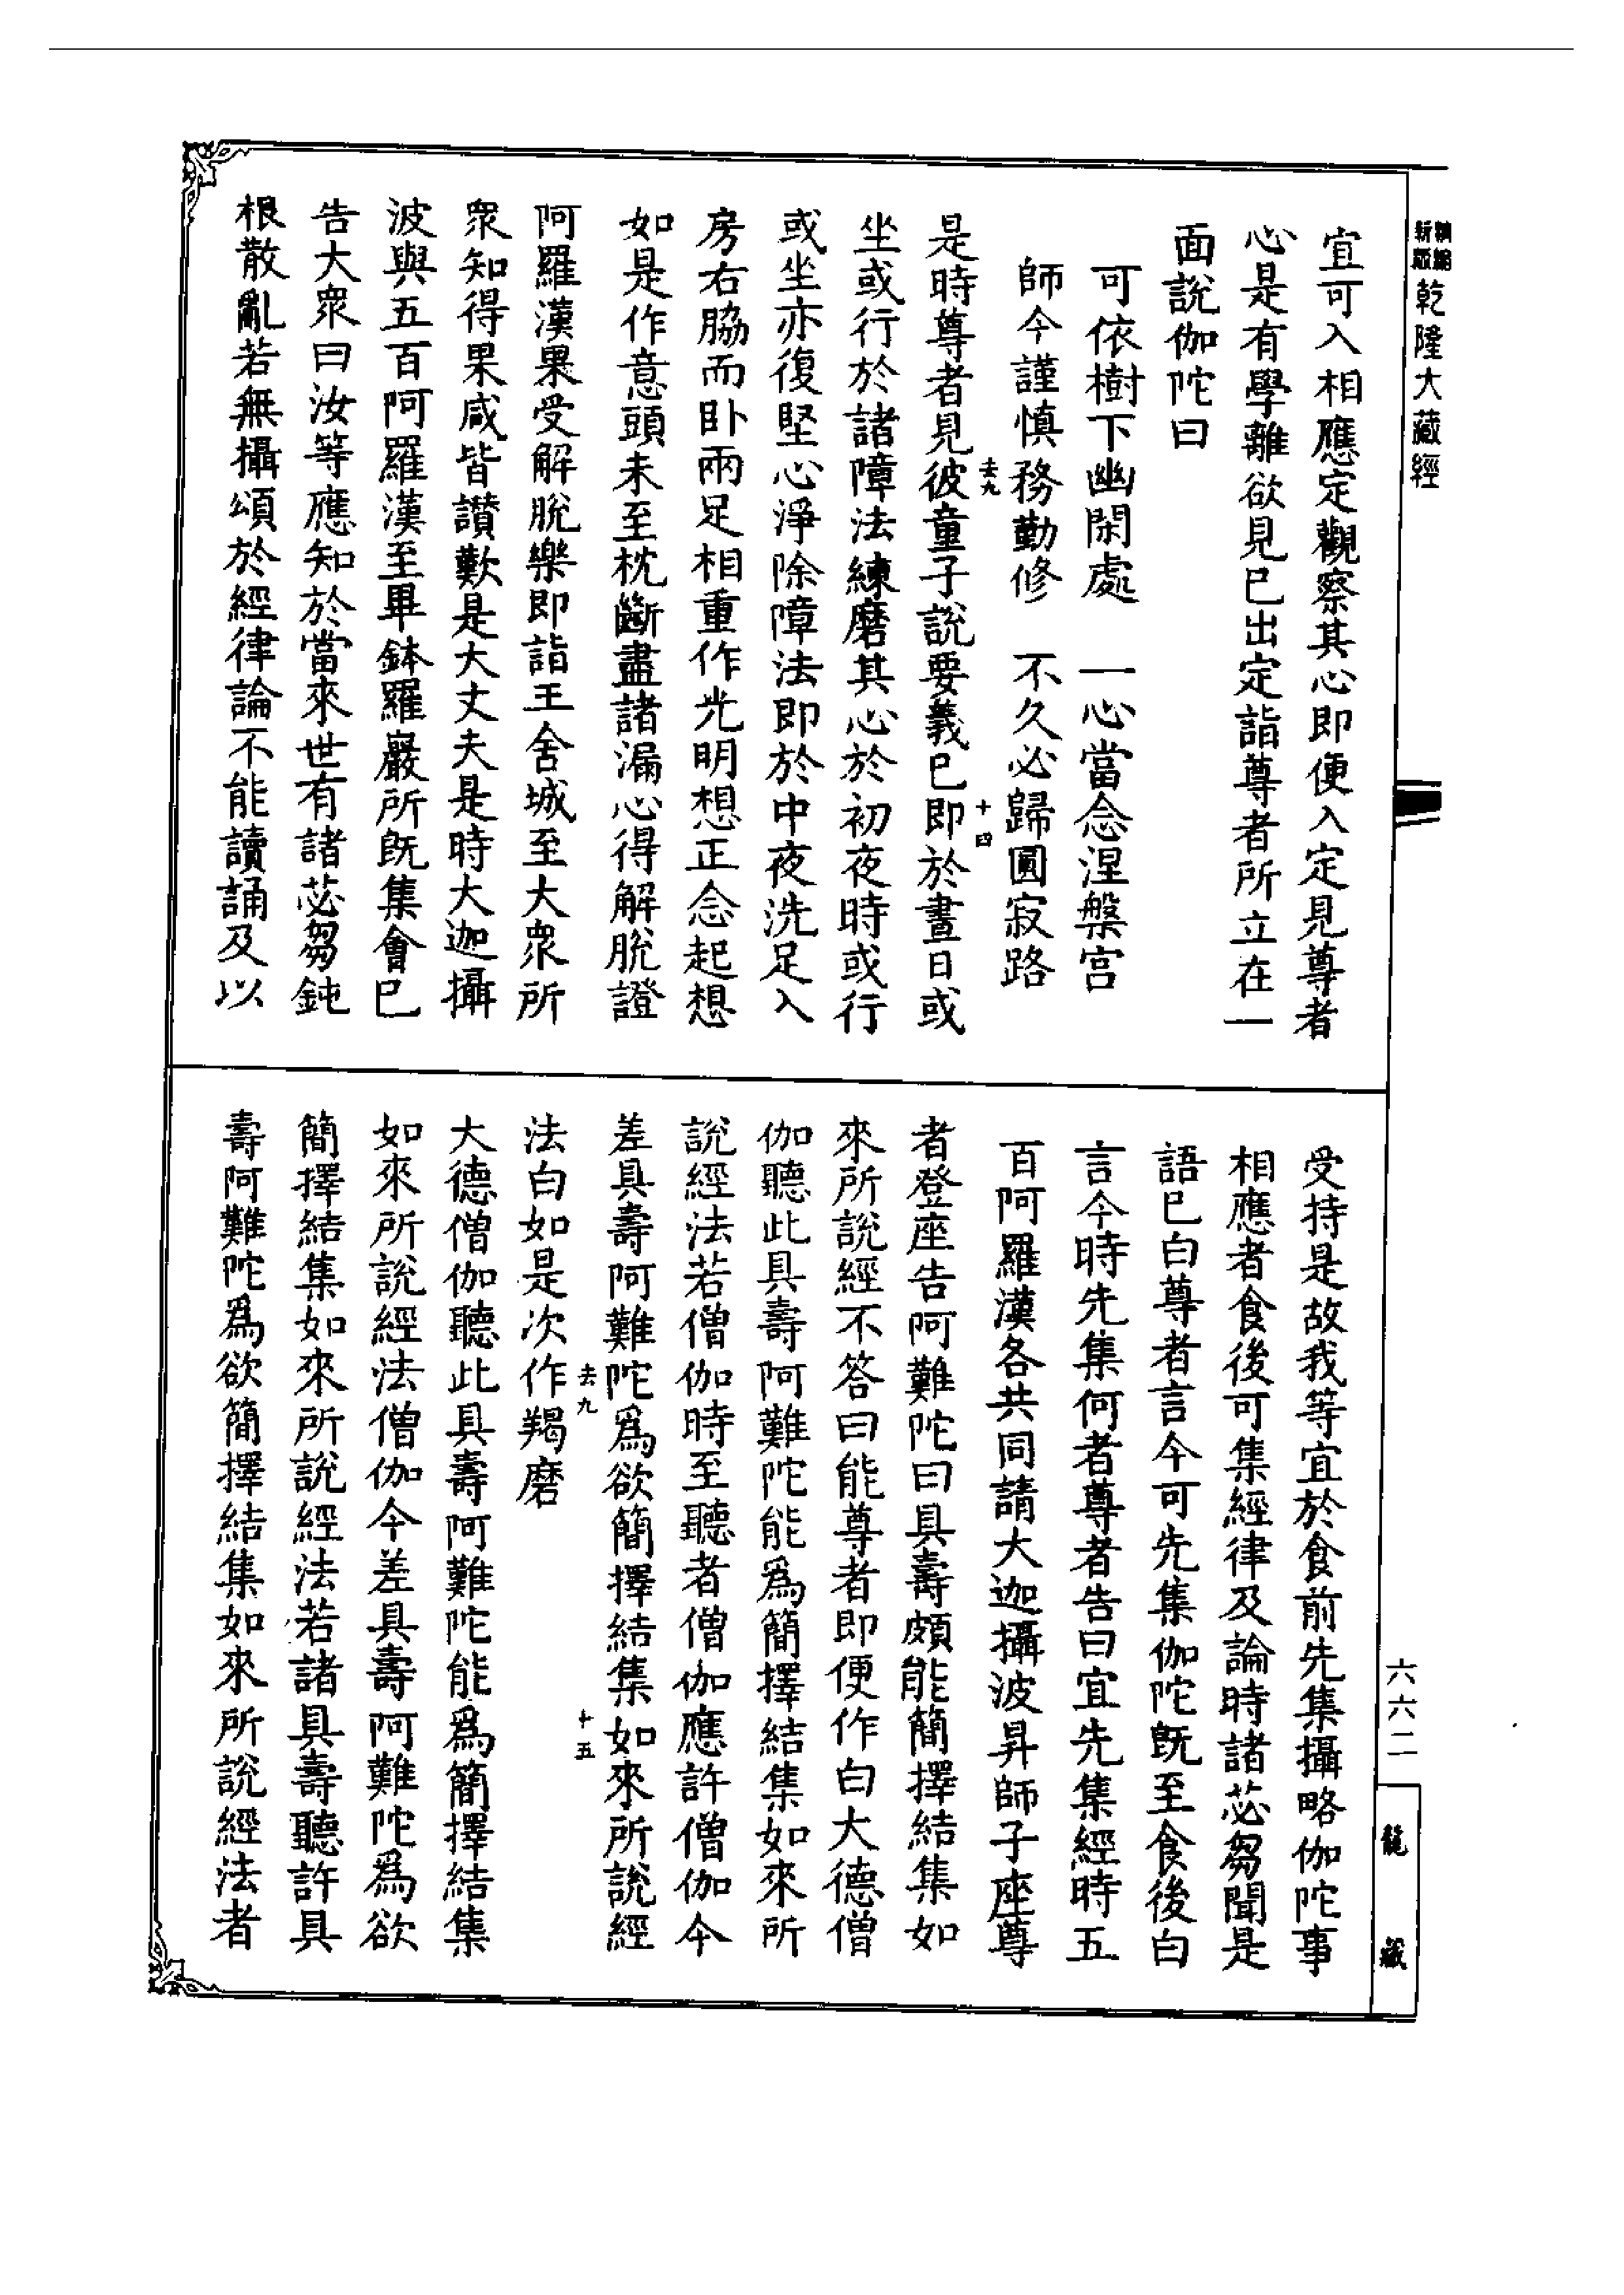 新版精縮乾隆大藏經
宜可入相應定觀察其心即便入定見尊者
心是有學離欲見已出定詣尊者所立在一
面說伽陀曰
可依樹下幽閑處　一心當念涅槃宮
師今謹慎務勤修　不久必歸圓寂路
去九
十四
是時尊者見彼童子說要義已即於晝日或
坐或行於諸障法練磨其心於初夜時或行
或坐亦復堅心淨除障法即於中夜洗足入
房右脇而卧兩足相重作光明想正念起想
如是作意頭未至枕斷盡諸漏心得解脫證
阿羅漢果受解脫樂即詣王舍城至大衆所
衆知得果咸皆讚歎是大丈夫是時大迦攝
波與五百阿羅漢至畢鉢羅巖所旣集會已
告大衆曰汝等應知於當來世有諸苾芻鈍
根散亂若無攝頌於經律論不能讀誦及以
受持是故我等宜於食前先集攝略伽陀事
相應者食後可集經律及論時諸苾芻聞是
語已白尊者言今可先集伽陀旣至食後白
言今時先集何者尊者告曰宜先集經時五
百阿羅漢各共同請大迦攝波昇師子座尊
者登座告阿難陀曰具壽頗能簡擇結集如
來所說經不答曰能尊者即便作白大德僧
伽聽此具壽阿難陀能爲簡擇結集如來所
說經法若僧伽時至聽者僧伽應許僧伽今
差具壽阿難陀爲欲簡擇結集如來所說經
去九
十五
法白如是次作羯磨
大德僧伽聽此具壽阿難陀能爲簡擇結集
如來所說經法僧伽今差具壽阿難陀爲欲
簡擇結集如來所說經法若諸具壽聽許具
壽阿難陀爲欲簡擇結集如來所說經法者
六六二
龍藏